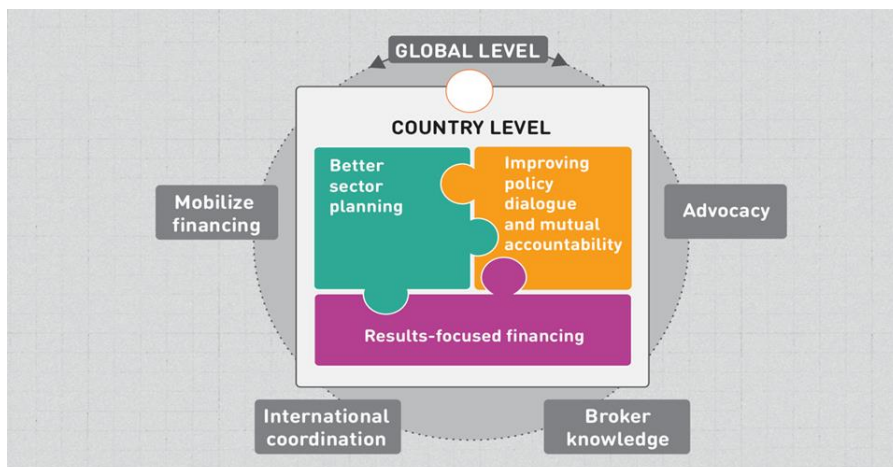 GLOBAL LEVEL
COUNTRY LEVEL
Better
sector
planning
Improving
policy
dialogue
and mutual
accountability
Mobilize
financing
Advocacy
Results-focused financing
International
coordination
Broker
knowledge